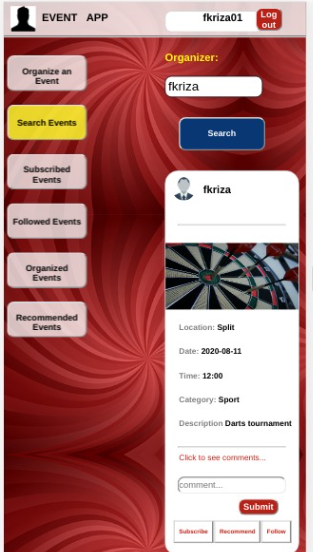 EVENT APP
fkriza01
Log
out
Organizer:
fkriza
Search
Organize an
Event
Search Events
Subscribed
Events
Followed Events
Organized
Events
Recommended
Events
fkriza
Location: Split
Date: 2020-08-11
Time: 12:00
Category: Sport
Description Darts tournament
Click to see comments...
comment...
Submit
Subscribe Recommend Follow